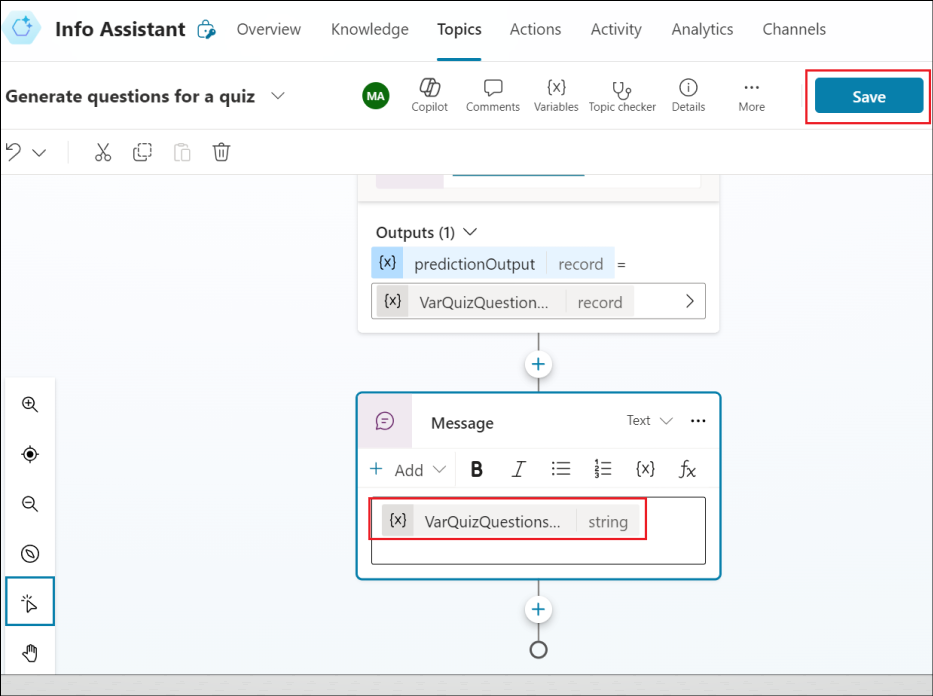 Info Assistant Overview Knowledge Topics Actions Activity Analytics Channels
Generate questions for a quiz MA Copilot Comments {x} Variables Topic checker Details More Save
Outputs (1)
{x} predictionOutput record =
{x} VarQuizQuestion... record
Message Text
+ Add B I {x} fx
{x} VarQuizQuestions... string